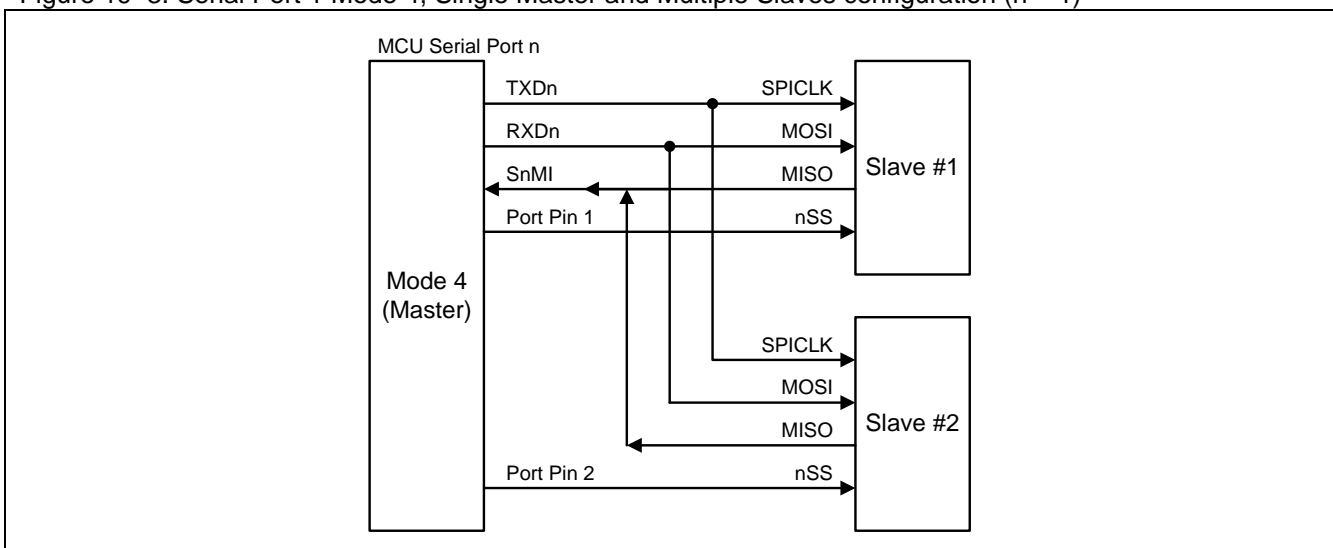 MCU Serial Port n
TXDn
SPICLK
RXDn
MOSI
SnMI
MISO
Slave #1
Port Pin 1
nSS
Mode 4
(Master)
SPICLK
MOSI
MISO
Slave #2
Port Pin 2
nSS